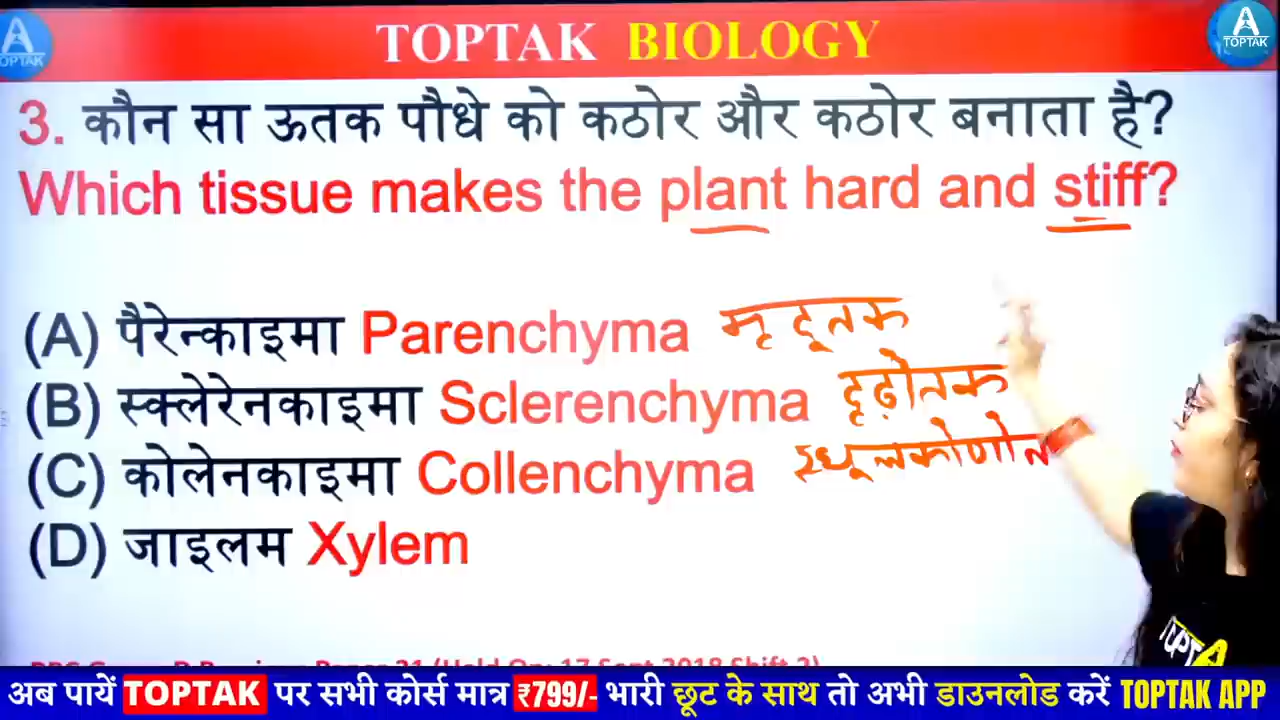 A TOPTAK
TOPTAK BIOLOGY
A TOPTAK
3. कौन सा ऊतक पौधे को कठोर और कठोर बनाता है?
Which tissue makes the plant hard and stiff?
(A) पैरेन्काइमा Parenchyma मृदूतक
(B) स्क्लेरेनकाइमा Sclerenchyma दृढ़ोतक
(C) कोलेनकाइमा Collenchyma स्थूलकोणोत
(D) जाइलम Xylem
अब पायें TOPTAK पर सभी कोर्स मात्र ₹799/- भारी छूट के साथ तो अभी डाउनलोड करें TOPTAK APP